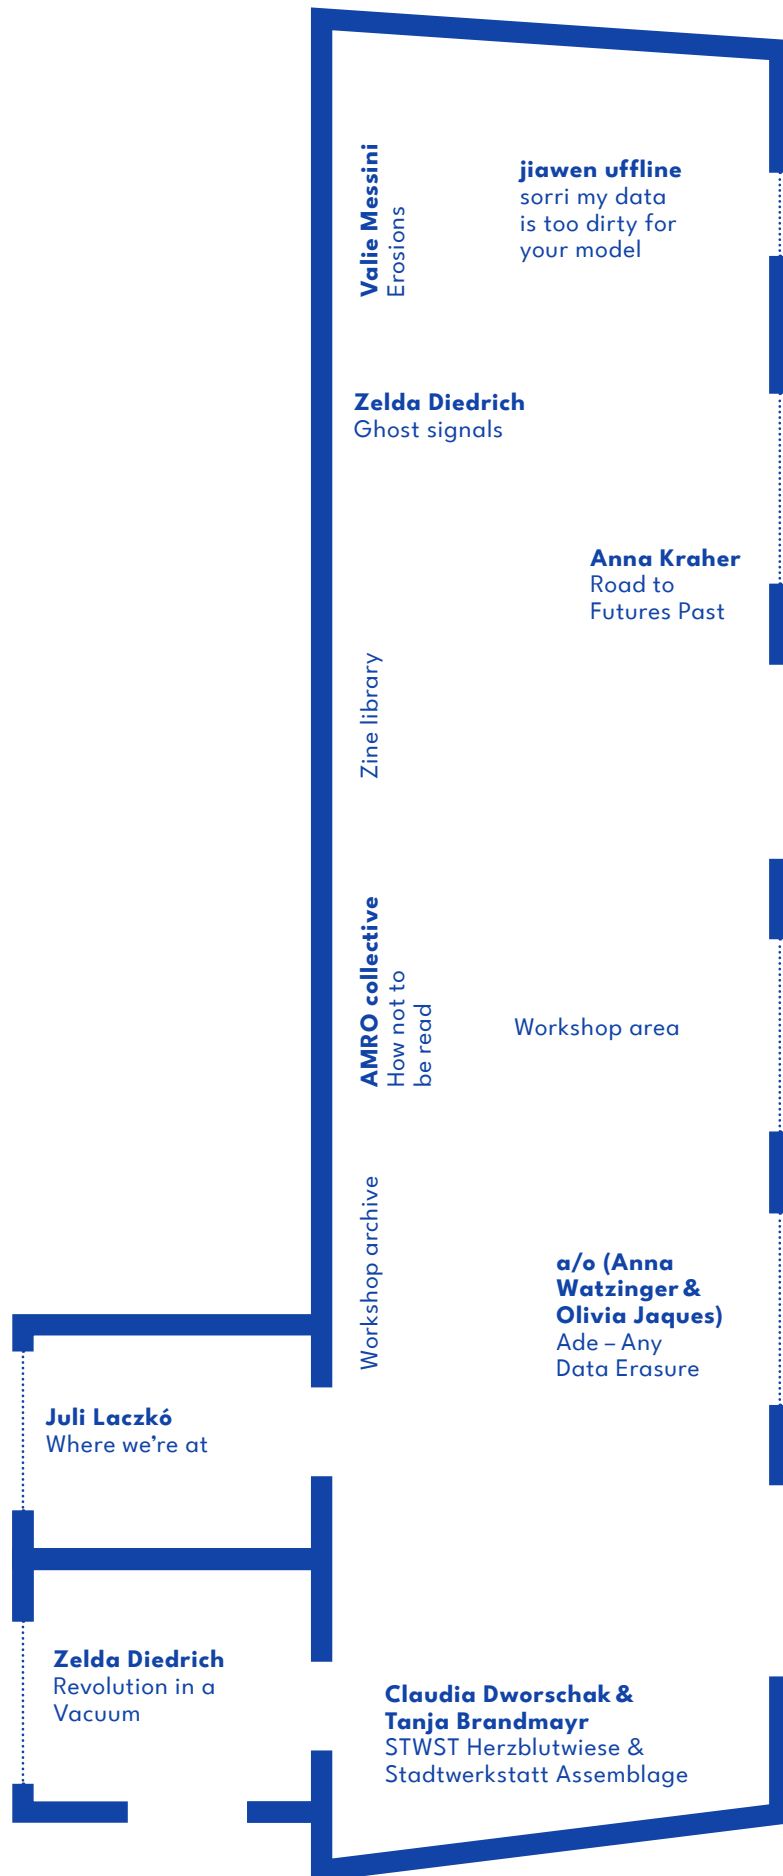 Valie Messini
Erosions
jiawen uffline
sorri my data
is too dirty for
your model
Zelda Diedrich
Ghost signals
Anna Kraher
Road to
Futures Past
Zine library
AMRO collective
How not to
be read
Workshop area
Workshop archive
a/o (Anna
Watzinger &
Olivia Jaques)
Ade – Any
Data Erasure
Juli Laczkó
Where we’re at
Zelda Diedrich
Revolution in a
Vacuum
Claudia Dworschak &
Tanja Brandmayr
STWST Herzblutwiese &
Stadtwerkstatt Assemblage